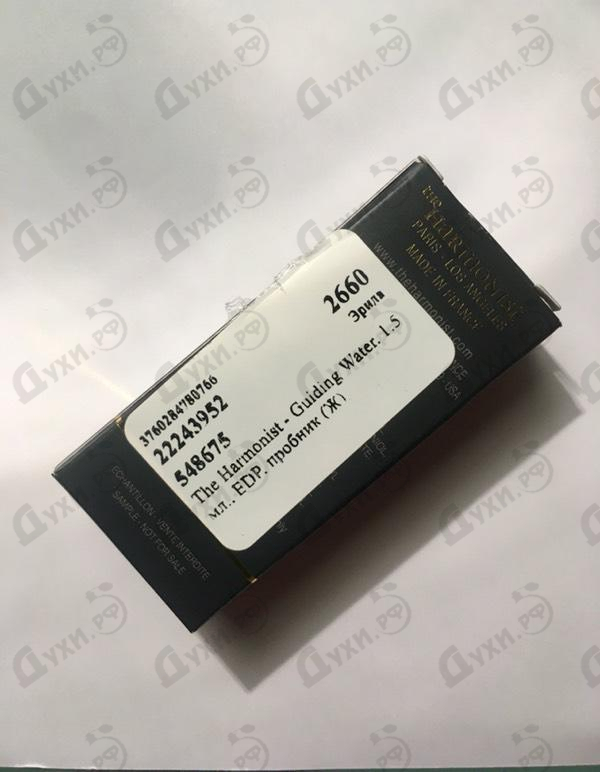 the Harmonist
PARIS - LOS ANGELES
MADE IN FRANCE
www.theharmonist.com
2660
Эрила
3760284780766
22243952
548675
The Harmonist - Guiding Water. 1.5
мл.. EDP. пробник (Ж)
ECHANTILLON - VENTE INTERDITE
SAMPLE - NOT FOR SALE
Духи.рф